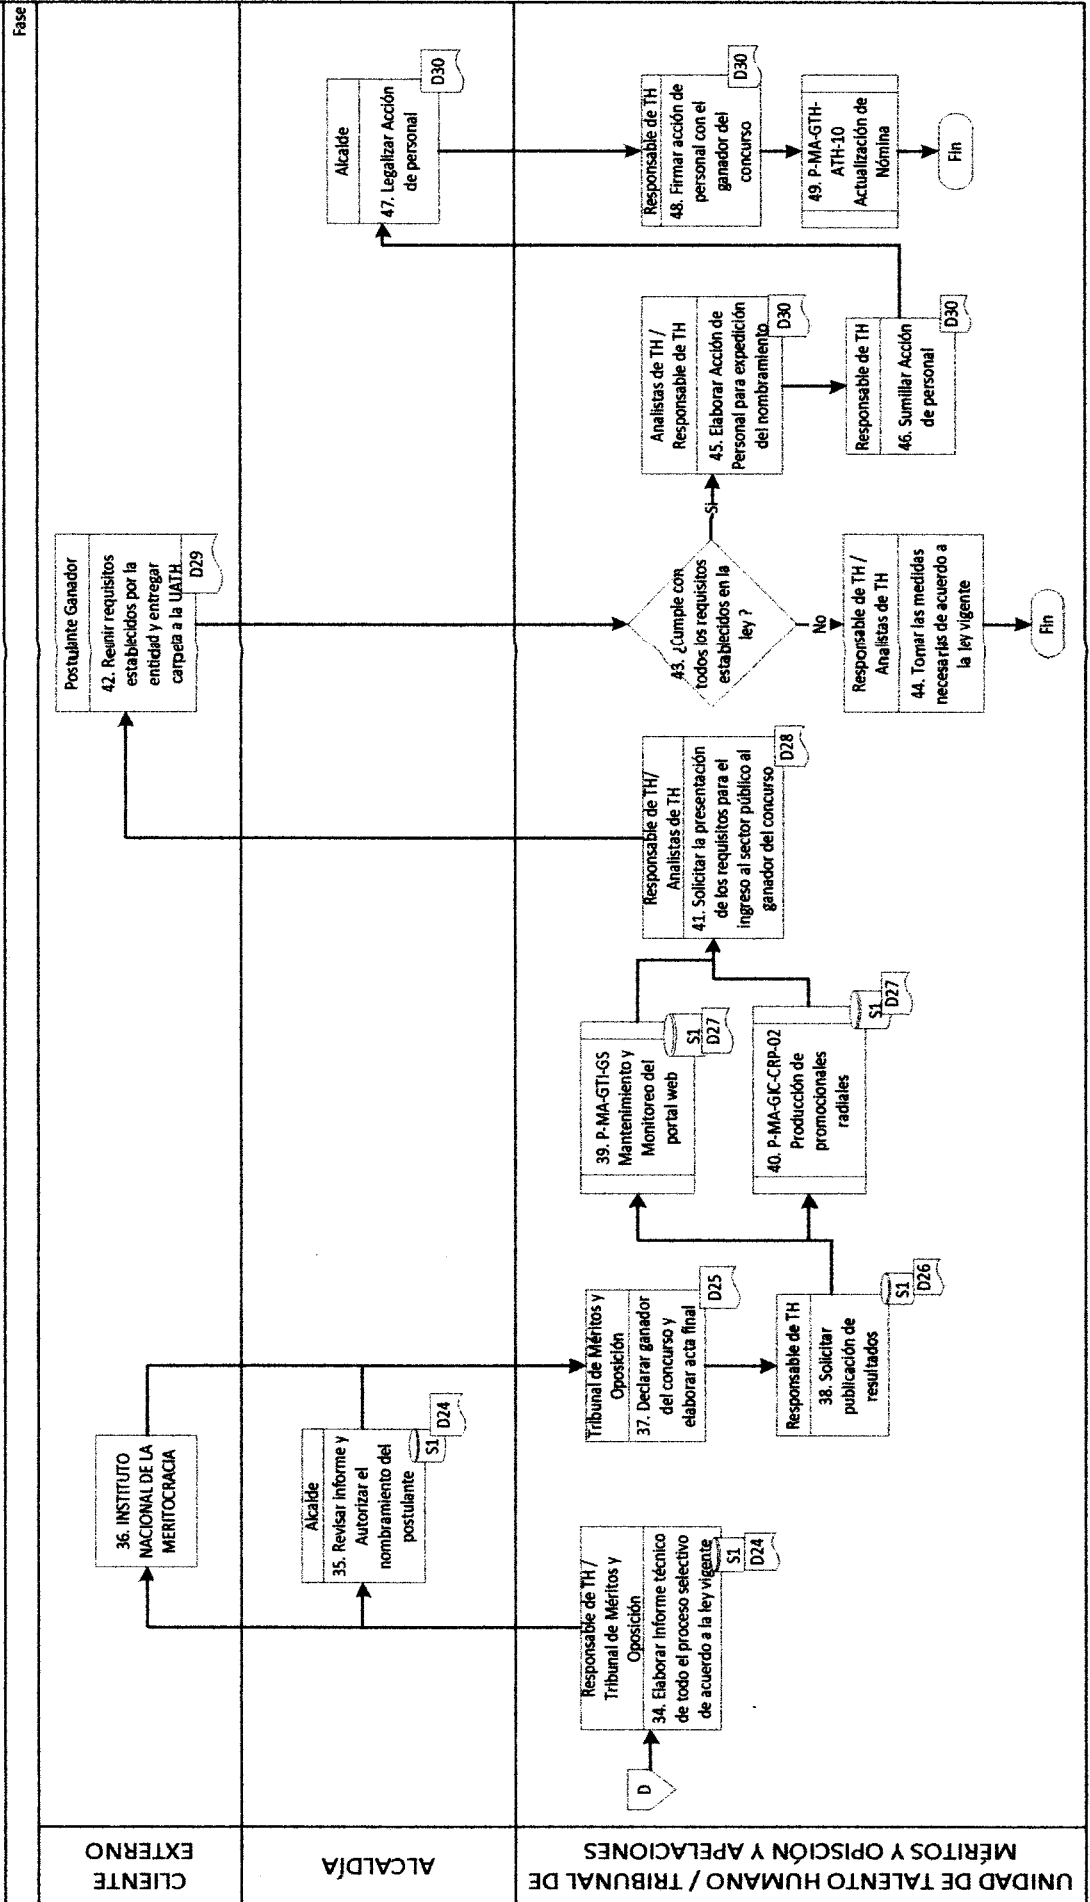 Fase
CLIENTE
EXTERNO
ALCALDÍA
UNIDAD DE TALENTO HUMANO / TRIBUNAL DE
MÉRITOS Y OPISCIÓN Y APELACIONES
D
Responsable de TH /
Tribunal de Méritos y
Oposición
34. Elaborar Informe técnico
de todo el proceso selectivo
de acuerdo a la ley vigente
S1
D24
Alcalde
35. Revisar informe y
Autorizar el
nombramiento del
postulante
S1
D24
36. INSTITUTO
NACIONAL DE LA
MERITOCRACIA
Tribunal de Méritos y
Oposición
37. Declarar ganador
del concurso y
elaborar acta final
D25
Responsable de TH
38. Solicitar
publicación de
resultados
S1
D26
39. P-MA-GTI-GS
Mantenimiento y
Monitoreo del
portal web
S1
D27
40. P-MA-GIC-CRP-02
Producción de
promocionales
radiales
S1
D27
Responsable de TH/
Analistas de TH
41. Solicitar la presentación
de los requisitos para el
ingreso al sector público al
ganador del concurso
D28
Postulante Ganador
42. Reunir requisitos
establecidos por la
entidad y entregar
carpeta a la UATH
D29
43. ¿Cumple con
todos los requisitos
establecidos en la
ley ?
Si
No
Responsable de TH /
Analistas de TH
44. Tomar las medidas
necesarias de acuerdo a
la ley vigente
Fin
Analistas de TH /
Responsable de TH
45. Elaborar Acción de
Personal para expedición
del nombramiento
D30
Responsable de TH
46. Sumillar Acción
de personal
D30
Alcalde
47. Legalizar Acción
de personal
D30
Responsable de TH
48. Firmar acción de
personal con el
ganador del
concurso
D30
49. P-MA-GTH-
ATH-10
Actualización de
Nómina
Fin